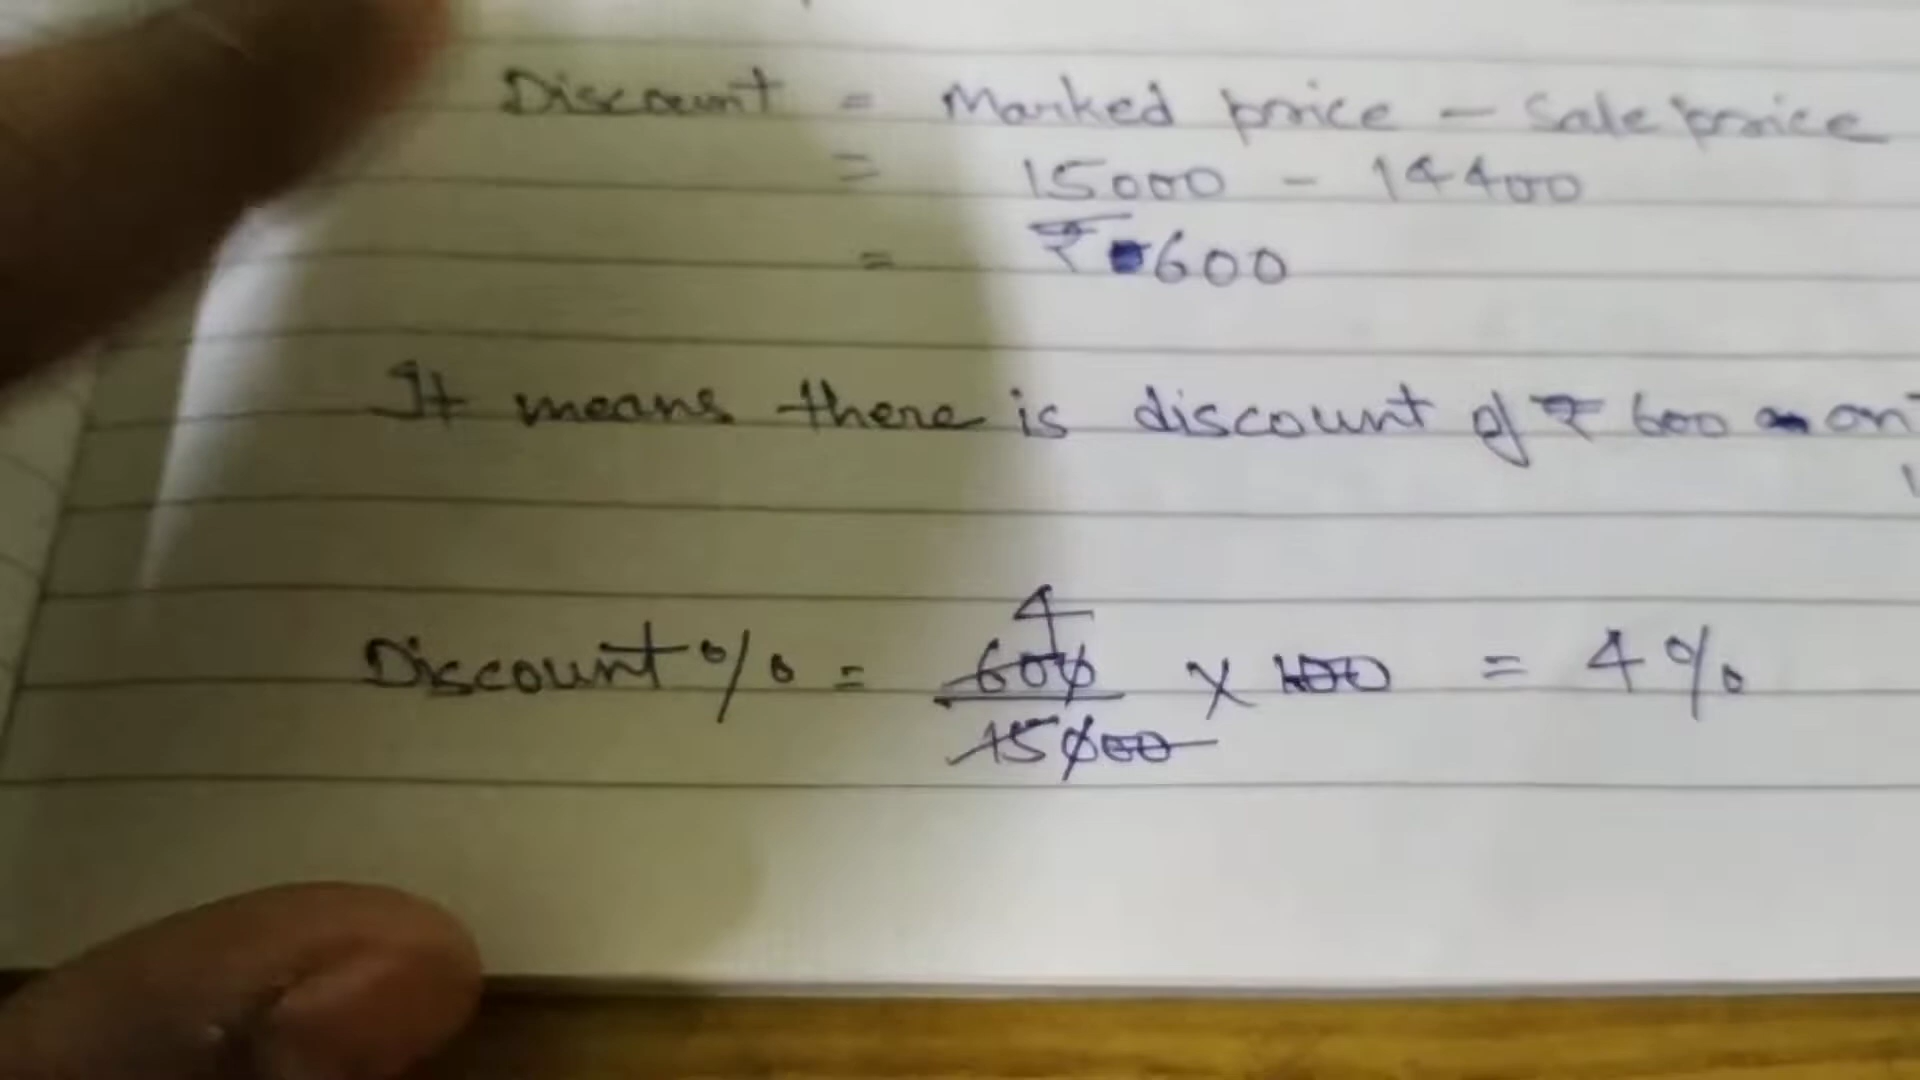 Discount = Marked price - Sale price
= 15000 - 14400
= ₹ 600
It means there is discount of ₹ 600 on
4
Discount % = 600/15000 x 100 = 4%